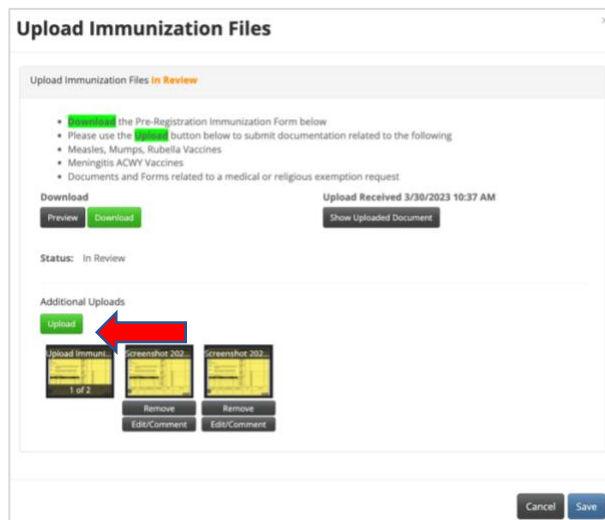 Upload Immunization Files
Upload Immunization Files In Review
Download the Pre-Registration Immunization Form below
Please use the Upload button below to submit documentation related to the following
Measles, Mumps, Rubella Vaccines
Meningitis ACWY Vaccines
Documents and Forms related to a medical or religious exemption request
Download
Upload Received 3/30/2023 10:37 AM
Preview Download
Show Uploaded Document
Status: In Review
Additional Uploads
Upload
Upload Immuni... Screenshot 202... Screenshot 202...
1 of 2
Remove Remove
Edit/Comment Edit/Comment
Cancel Save